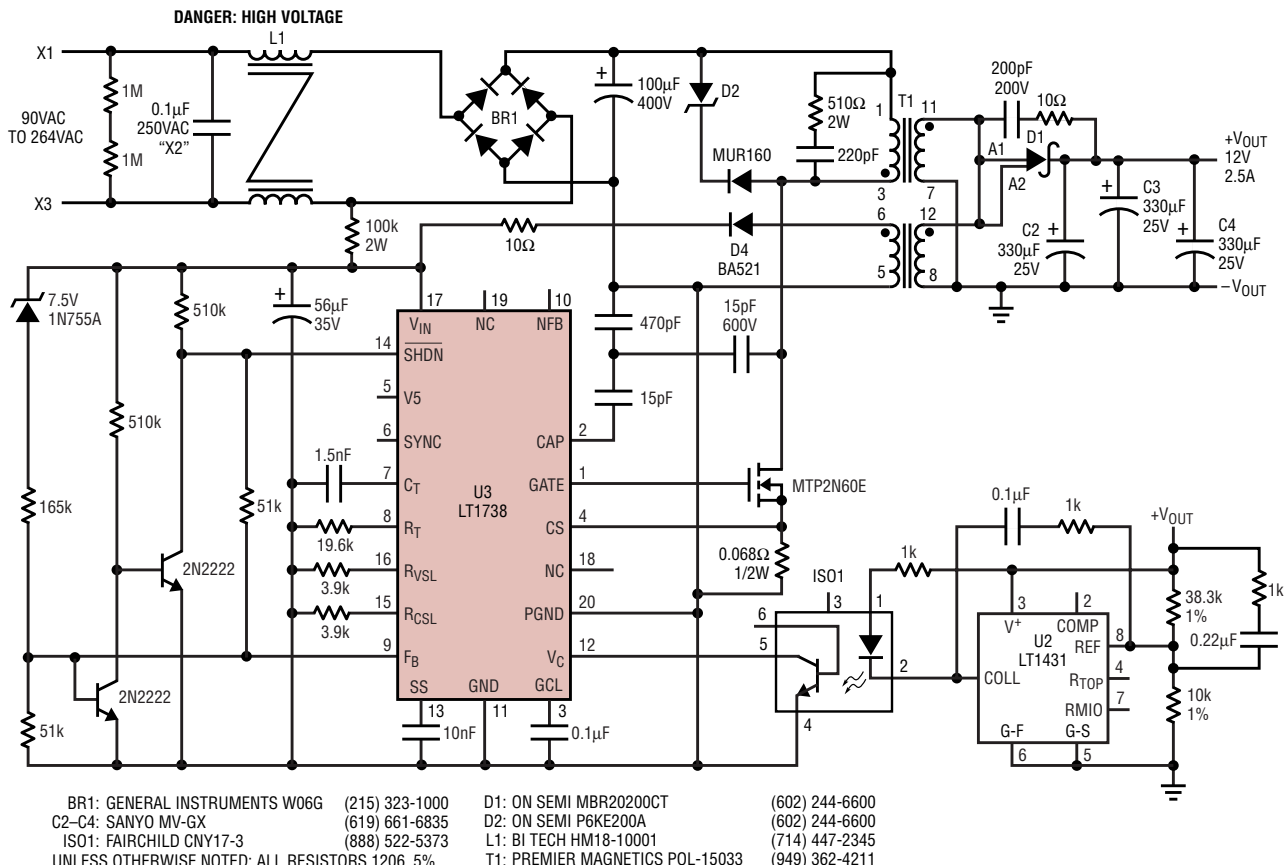 DANGER: HIGH VOLTAGE
L1
X1
X3
90VAC
TO 264VAC
1M
1M
0.1µF
250VAC
"X2"
BR1
100µF
400V
D2
MUR160
510Ω
2W
220pF
1
T1
11
3
7
6
12
5
8
200pF
200V
10Ω
D1
A1
A2
+VOUT
12V
2.5A
C3
330µF
25V
C2
330µF
25V
C4
330µF
25V
–VOUT
100k
2W
10Ω
D4
BA521
7.5V
1N755A
510k
56µF
35V
510k
165k
51k
51k
2N2222
2N2222
17
19
10
VIN
NC
NFB
14
SHDN
5
V5
6
SYNC
1.5nF
7
CT
8
RT
19.6k
16
RVSL
3.9k
15
RCSL
3.9k
9
FB
U3
LT1738
CAP
2
GATE
1
CS
4
NC
18
PGND
20
VC
12
SS
GND
GCL
13
11
3
10nF
0.1µF
470pF
15pF
600V
15pF
MTP2N60E
0.068Ω
1/2W
ISO1
3
1
6
5
2
4
1k
0.1µF
1k
+VOUT
38.3k
1%
1k
0.22µF
10k
1%
3
2
V+
COMP
U2
LT1431
REF
8
COLL
RTOP
4
RMIO
7
G-F
G-S
6
5
BR1: GENERAL INSTRUMENTS W06G (215) 323-1000
C2–C4: SANYO MV-GX (619) 661-6835
ISO1: FAIRCHILD CNY17-3 (888) 522-5373
UNLESS OTHERWISE NOTED: ALL RESISTORS 1206, 5%
D1: ON SEMI MBR20200CT (602) 244-6600
D2: ON SEMI P6KE200A (602) 244-6600
L1: BI TECH HM18-10001 (714) 447-2345
T1: PREMIER MAGNETICS POL-15033 (949) 362-4211